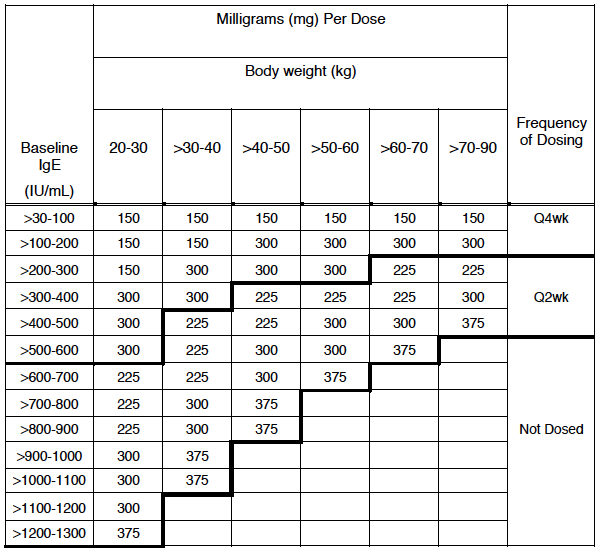 Milligrams (mg) Per Dose
Body weight (kg)
Baseline IgE (IU/mL) 20-30 >30-40 >40-50 >50-60 >60-70 >70-90 Frequency of Dosing
>30-100 150 150 150 150 150 150 Q4wk
>100-200 150 150 300 300 300 300
>200-300 150 300 300 300 225 225
>300-400 300 300 225 225 225 300 Q2wk
>400-500 300 225 225 300 300 375
>500-600 300 225 300 300 375
>600-700 225 225 300 375
>700-800 225 300 375
>800-900 225 300 375 Not Dosed
>900-1000 300 375
>1000-1100 300 375
>1100-1200 300
>1200-1300 375